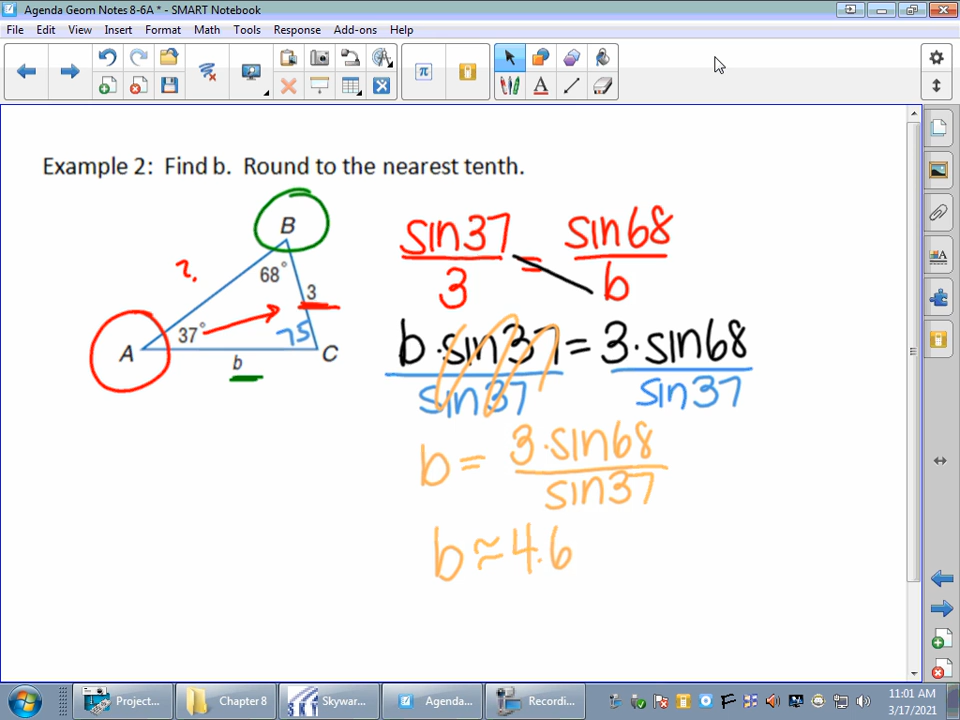 Agenda Geom Notes 8-6A * - SMART Notebook
File Edit View Insert Format Math Tools Response Add-ons Help
π
A
Example 2: Find b. Round to the nearest tenth.
B
68°
3
?
37°
75
A
b
C
sin37 = sin68
3 b
b·sin37 = 3·sin68
sin37 sin37
b = 3·sin68
sin37
b ≈ 4.6
Project... Chapter 8 Skywar... Agenda... Recordi...
11:01 AM
3/17/2021